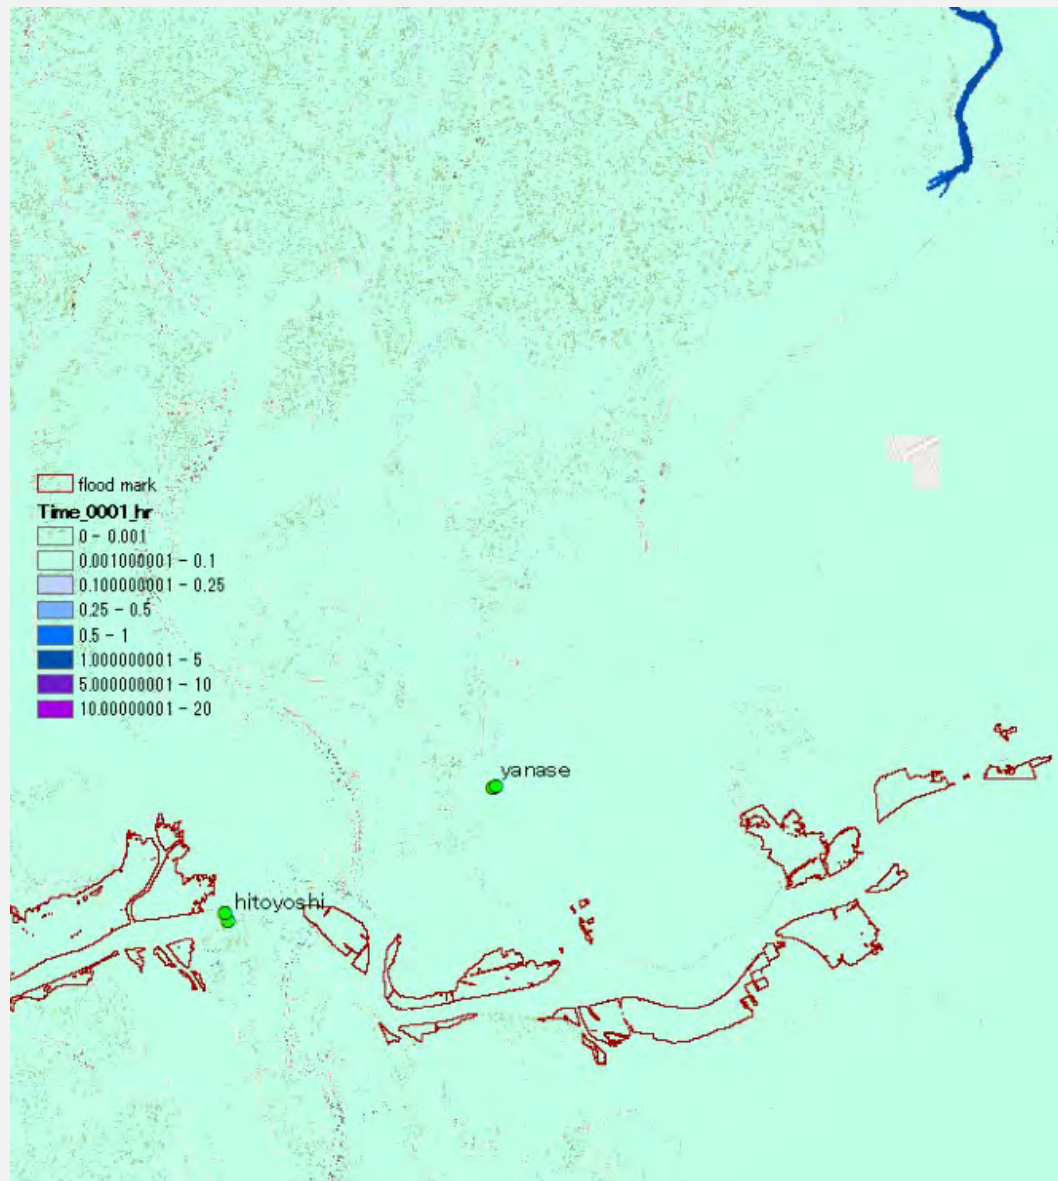 flood mark
Time_0001_hr
0 - 0.001
0.001000001 - 0.1
0.100000001 - 0.25
0.25 - 0.5
0.5 - 1
1.000000001 - 5
5.000000001 - 10
10.00000001 - 20
yanase
hitoyoshi